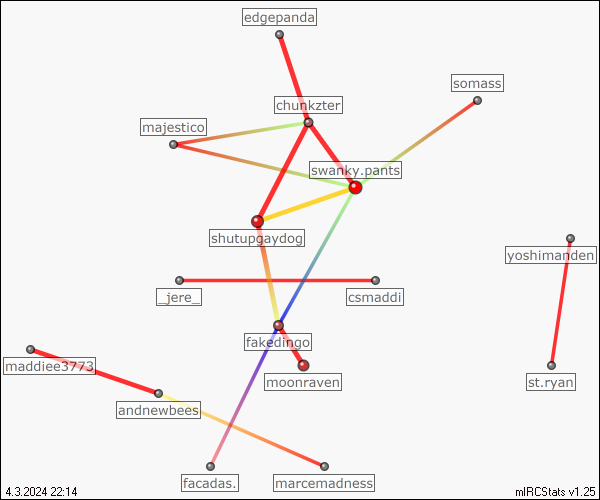 edgepanda
somass
chunkzter
majestico
swanky.pants
shutupgaydog
yoshimanden
_jere_
csmaddi
fakedingo
maddiee3773
moonraven
st.ryan
andnewbees
facadas.
marcemadness
4.3.2024 22:14
mIRCStats v1.25